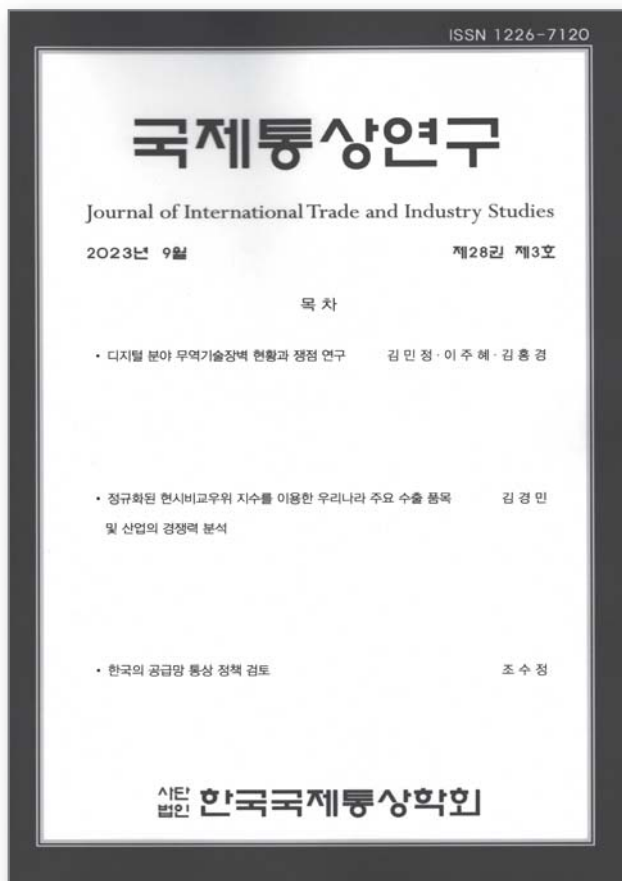 ISSN 1226-7120
국제통상연구
Journal of International Trade and Industry Studies
2023년 9월 제28권 제3호
목 차
• 디지털 분야 무역기술장벽 현황과 쟁점 연구 김 민 정 · 이 주 혜 · 김 홍 경
• 정규화된 현시비교우위 지수를 이용한 우리나라 주요 수출 품목 김 경 민
및 산업의 경쟁력 분석
• 한국의 공급망 통상 정책 검토 조 수 정
사단법인 한국국제통상학회